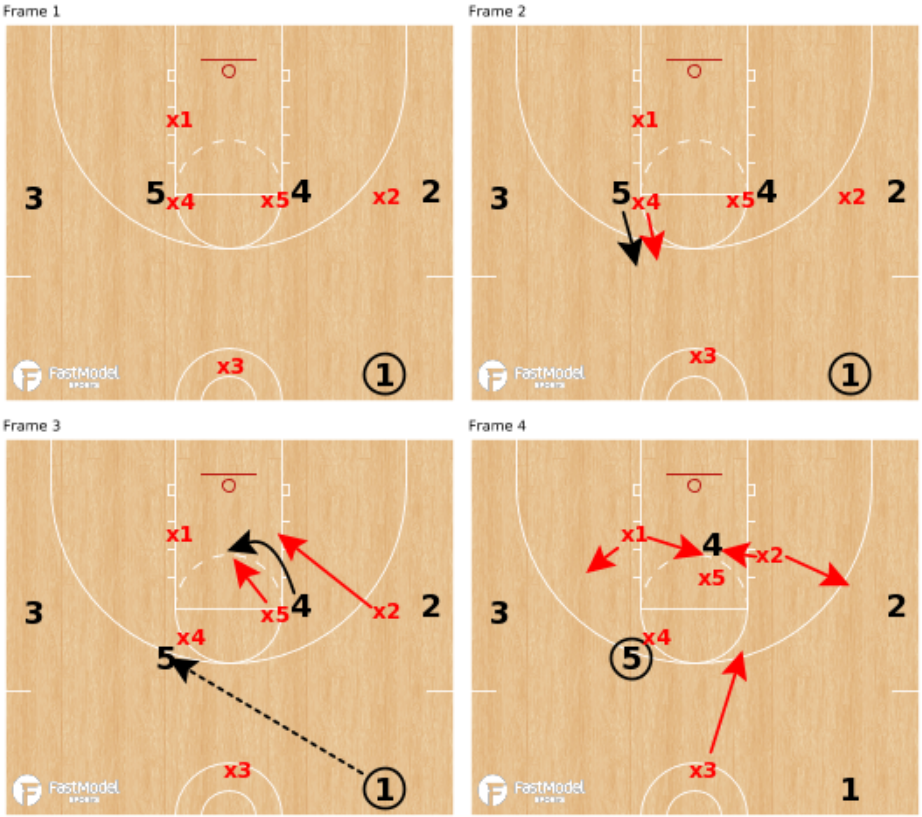 Frame 1
x1
3
5
x4
x5
4
x2
2
x3
1
FastModel
SPORTS
Frame 2
x1
3
5
x4
x5
4
x2
2
x3
1
FastModel
SPORTS
Frame 3
x1
3
x5
4
x2
2
x4
5
x3
1
FastModel
SPORTS
Frame 4
x1
4
x2
x5
3
2
x4
5
x3
1
FastModel
SPORTS